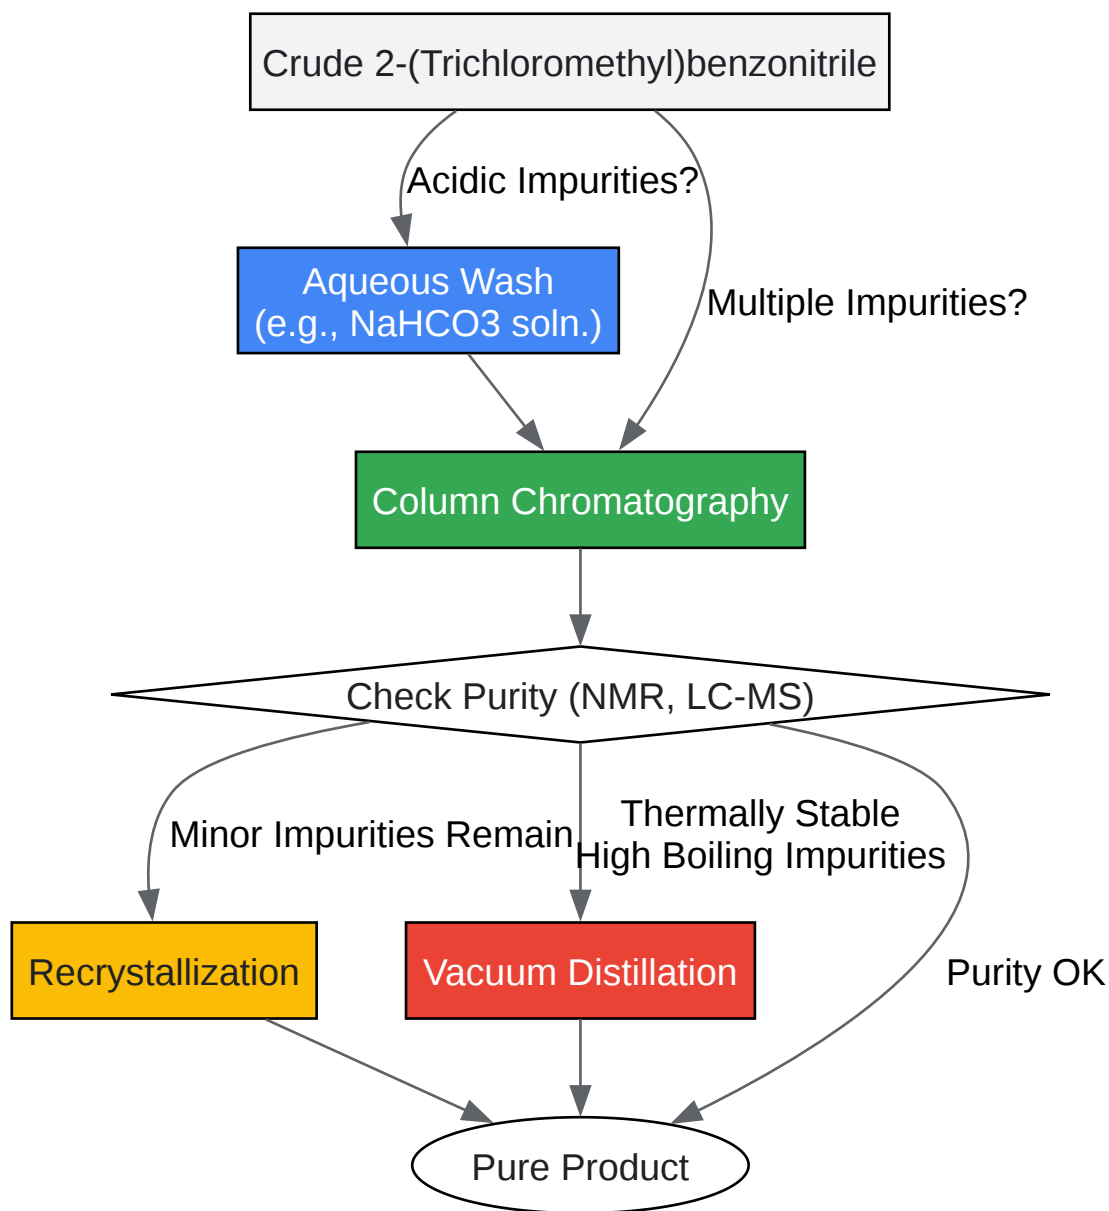 Crude 2-(Trichloromethyl)benzonitrile
Acidic Impurities?
Aqueous Wash
(e.g., NaHCO3 soln.)
Multiple Impurities?
Column Chromatography
Check Purity (NMR, LC-MS)
Minor Impurities Remain
Thermally Stable
High Boiling Impurities
Recrystallization
Vacuum Distillation
Purity OK
Pure Product